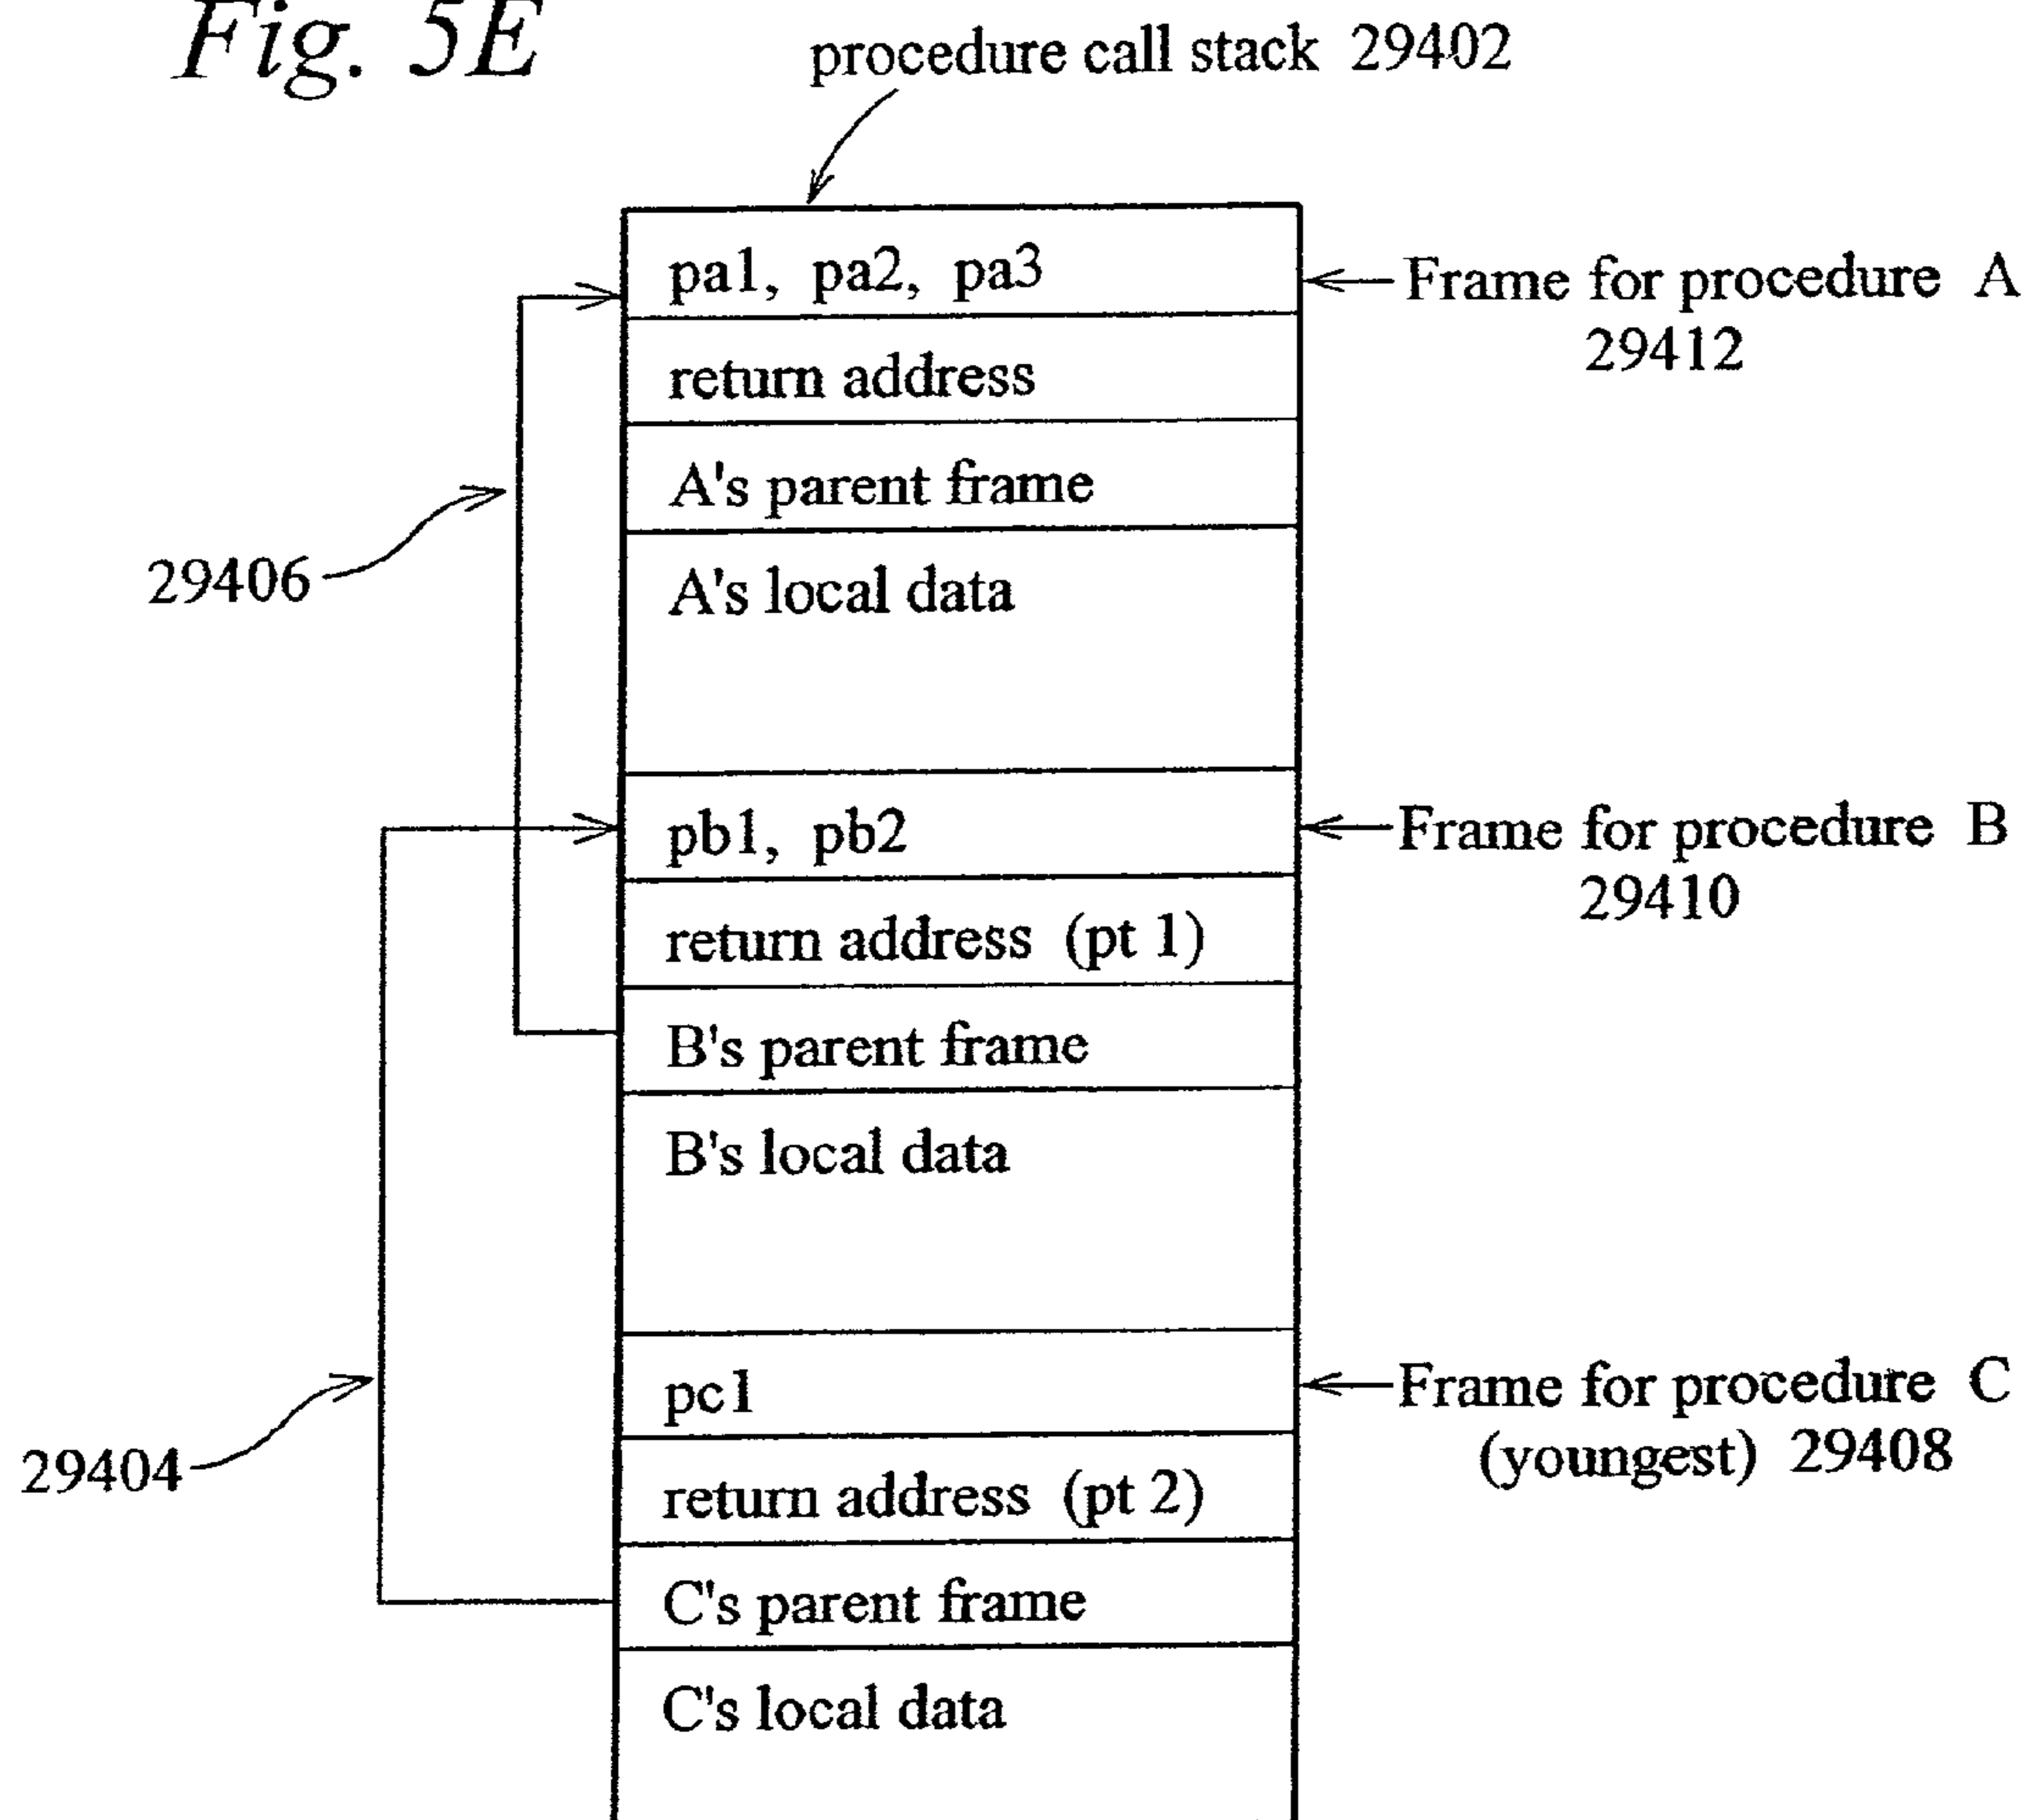 Fig. 5E
procedure call stack 29402
pa1, pa2, pa3
Frame for procedure A
29412
return address
A's parent frame
29406
A's local data
pb1, pb2
Frame for procedure B
29410
return address (pt 1)
B's parent frame
B's local data
pc1
Frame for procedure C
(youngest) 29408
29404
return address (pt 2)
C's parent frame
C's local data